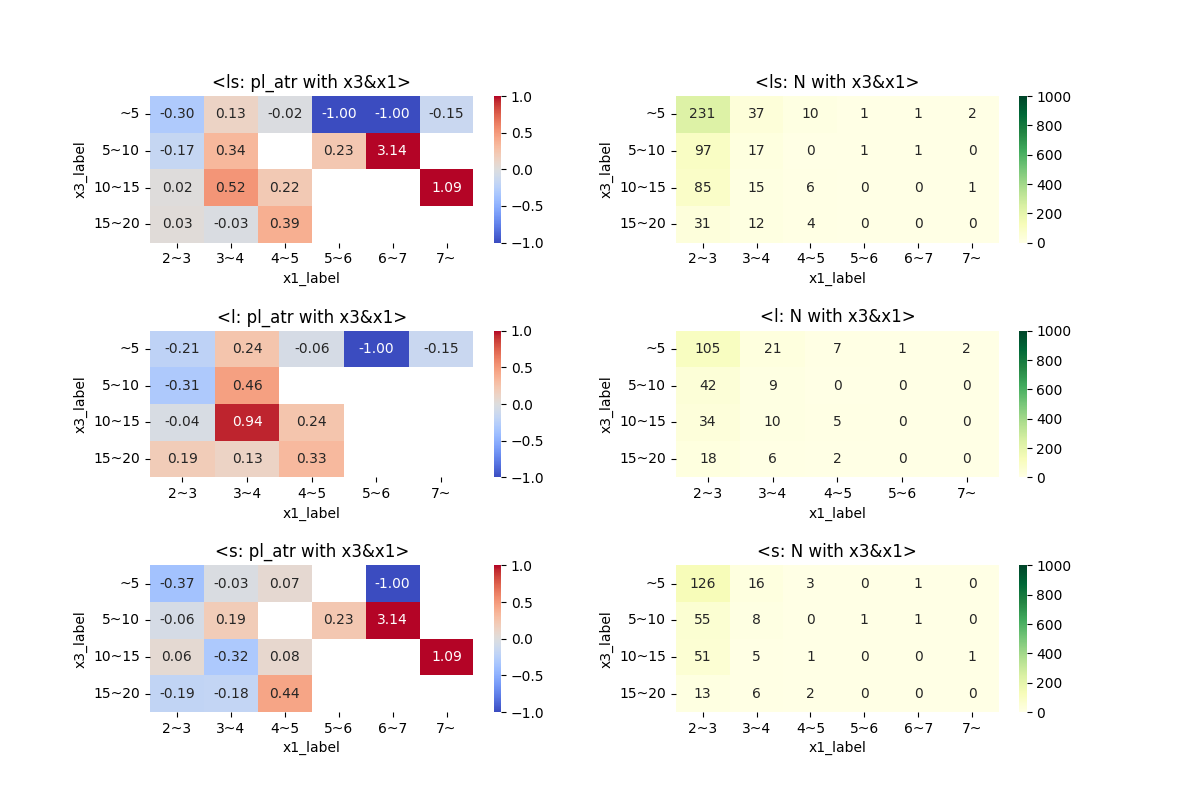 <ls: pl_atr with x3&x1>
x3_label
~5 -0.30 0.13 -0.02 -1.00 -1.00 -0.15
5~10 -0.17 0.34 0.23 3.14
10~15 0.02 0.52 0.22 1.09
15~20 0.03 -0.03 0.39
2~3 3~4 4~5 5~6 6~7 7~
x1_label
1.0
0.5
0.0
−0.5
−1.0
<ls: N with x3&x1>
x3_label
~5 231 37 10 1 1 2
5~10 97 17 0 1 1 0
10~15 85 15 6 0 0 1
15~20 31 12 4 0 0 0
2~3 3~4 4~5 5~6 6~7 7~
x1_label
1000
800
600
400
200
0
<l: pl_atr with x3&x1>
x3_label
~5 -0.21 0.24 -0.06 -1.00 -0.15
5~10 -0.31 0.46
10~15 -0.04 0.94 0.24
15~20 0.19 0.13 0.33
2~3 3~4 4~5 5~6 7~
x1_label
1.0
0.5
0.0
−0.5
−1.0
<l: N with x3&x1>
x3_label
~5 105 21 7 1 2
5~10 42 9 0 0 0
10~15 34 10 5 0 0
15~20 18 6 2 0 0
2~3 3~4 4~5 5~6 7~
x1_label
1000
800
600
400
200
0
<s: pl_atr with x3&x1>
x3_label
~5 -0.37 -0.03 0.07 -1.00
5~10 -0.06 0.19 0.23 3.14
10~15 0.06 -0.32 0.08 1.09
15~20 -0.19 -0.18 0.44
2~3 3~4 4~5 5~6 6~7 7~
x1_label
1.0
0.5
0.0
−0.5
−1.0
<s: N with x3&x1>
x3_label
~5 126 16 3 0 1 0
5~10 55 8 0 1 1 0
10~15 51 5 1 0 0 1
15~20 13 6 2 0 0 0
2~3 3~4 4~5 5~6 6~7 7~
x1_label
1000
800
600
400
200
0